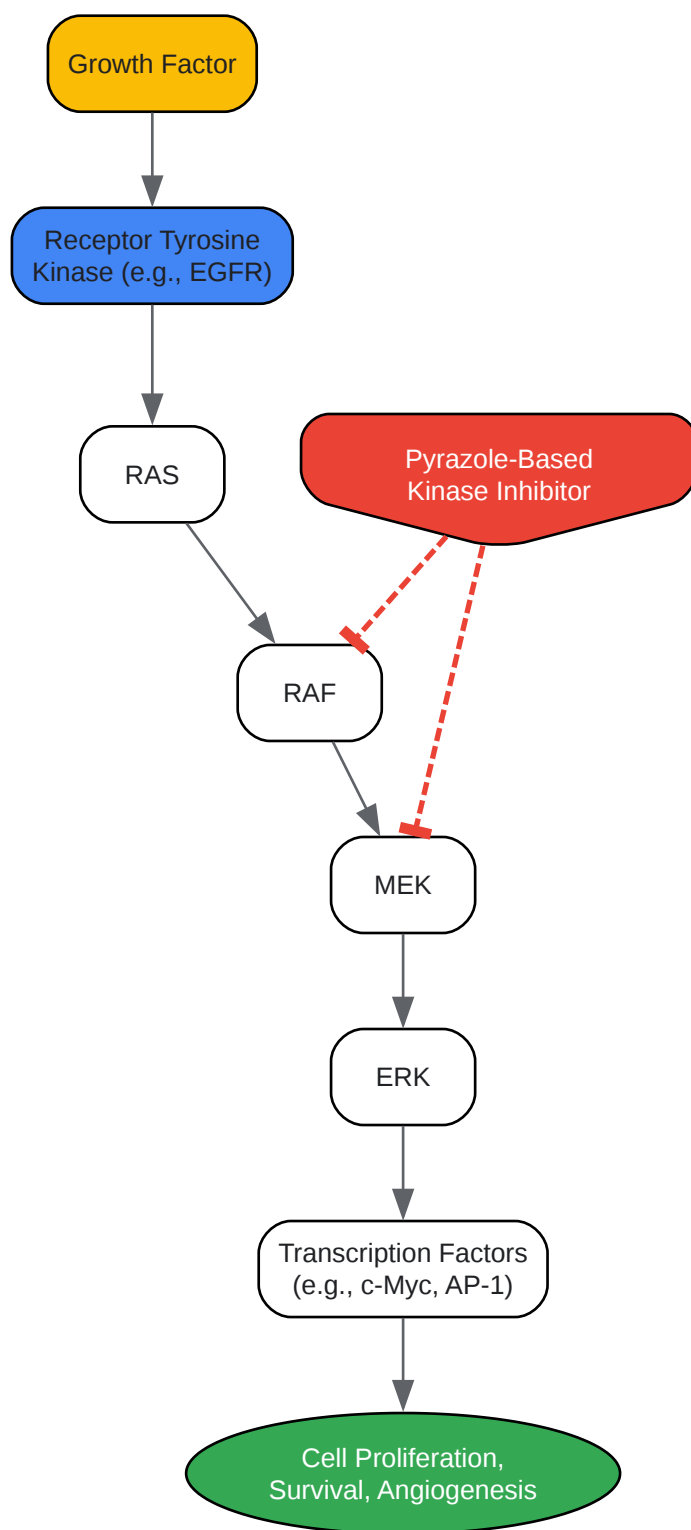 Growth Factor
Receptor Tyrosine
Kinase (e.g., EGFR)
RAS
Pyrazole-Based
Kinase Inhibitor
RAF
MEK
ERK
Transcription Factors
(e.g., c-Myc, AP-1)
Cell Proliferation,
Survival, Angiogenesis